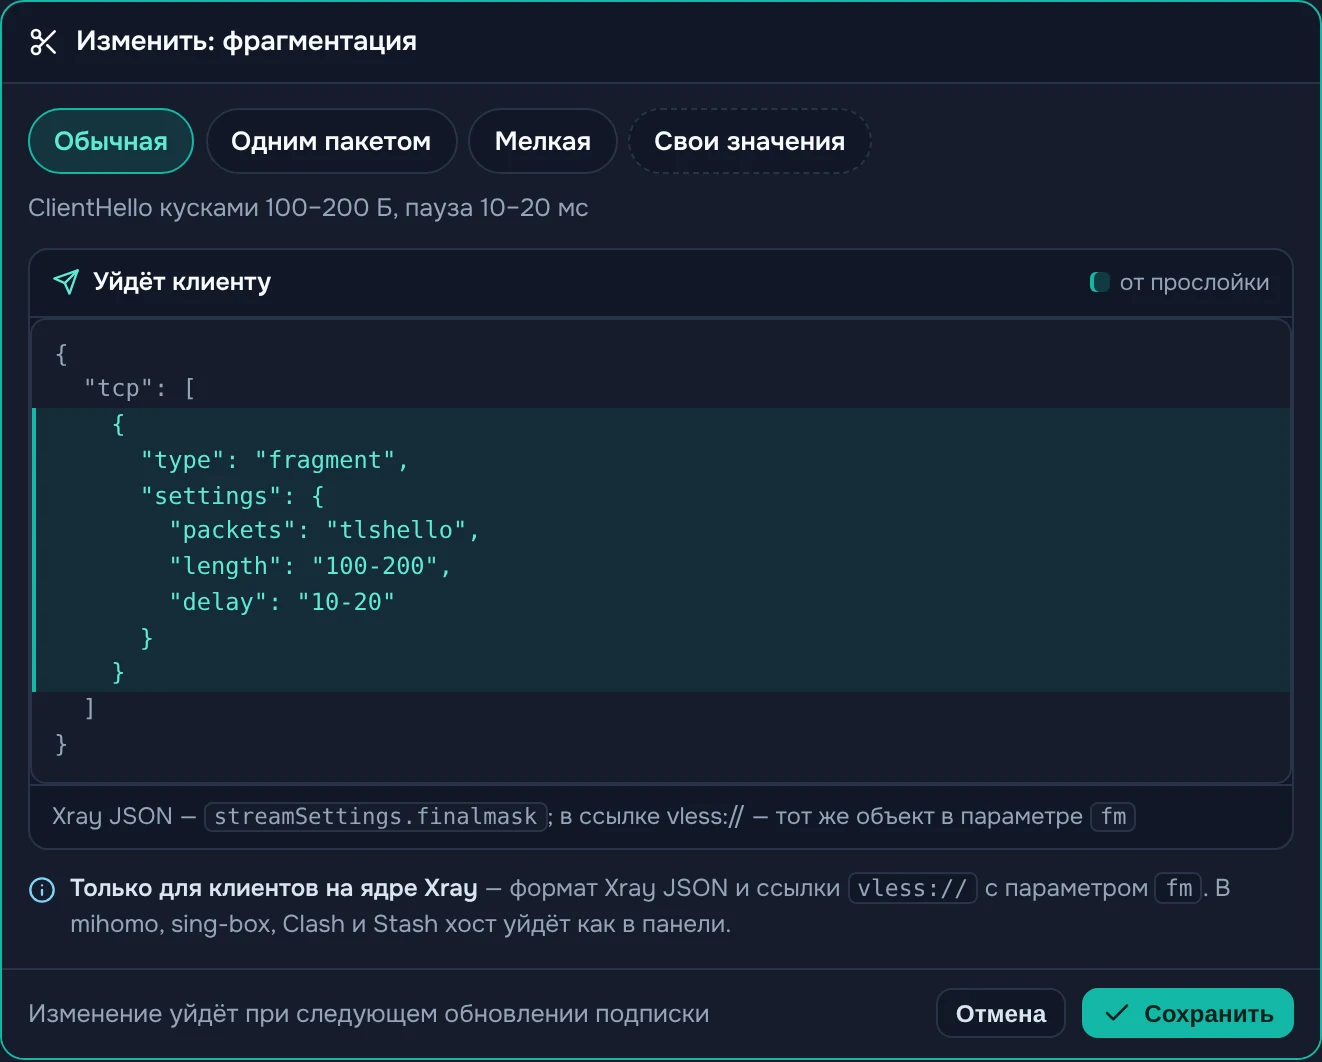 Изменить: фрагментация
Обычная Одним пакетом Мелкая Свои значения
ClientHello кусками 100–200 Б, пауза 10–20 мс
Уйдёт клиенту от прослойки
{
  "tcp": [
    {
      "type": "fragment",
      "settings": {
        "packets": "tlshello",
        "length": "100-200",
        "delay": "10-20"
      }
    }
  ]
}
Xray JSON — streamSettings.finalmask; в ссылке vless:// — тот же объект в параметре fm
Только для клиентов на ядре Xray — формат Xray JSON и ссылки vless:// с параметром fm. В
mihomo, sing-box, Clash и Stash хост уйдёт как в панели.
Изменение уйдёт при следующем обновлении подписки Отмена Сохранить